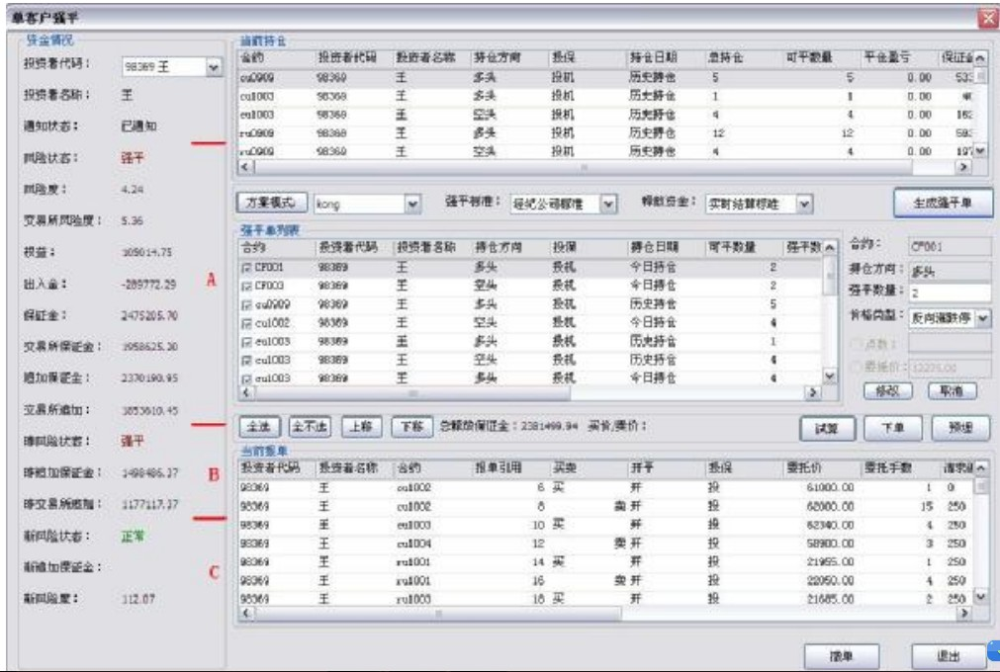 单客户强平
资金情况
投资者代码： 98369 王
投资者名称： 王
通知状态： 已通知
风险状态： 强平
风险度： 4.24
交易所风险度： 5.36
权益： 105014.75
出入金： -289772.29
保证金： 2475205.70
交易所保证金： 1958625.20
追加保证金： 2370190.95
交易所追加： 1853610.45
昨风险状态： 强平
昨追加保证金： 1498486.37
昨交易所追加： 1177117.37
新风险状态： 正常
新追加保证金：
新风险度： 112.07
A
B
C
当前持仓
合约 投资者代码 投资者名称 持仓方向 投保 持仓日期 总持仓 可平数量 平仓盈亏 保证金
cu0909 98369 王 多头 投机 历史持仓 5 5 0.00
cu1003 98369 王 多头 投机 历史持仓 1 1 0.00
cu1003 98369 王 空头 投机 历史持仓 4 4 0.00 162
ru0909 98369 王 多头 投机 历史持仓 12 12 0.00
ru0909 98369 王 空头 投机 历史持仓 4 4 0.00 197
方案模式 kong 强平标准： 经纪公司标准 释放资金： 实时结算标准 生成强平单
强平单列表
合约 投资者代码 投资者名称 持仓方向 投保 持仓日期 可平数量 强平数
CF001 98369 王 多头 投机 今日持仓 2
CF003 98369 王 空头 投机 今日持仓 2
cu0909 98369 王 多头 投机 历史持仓 5
cu1002 98369 王 空头 投机 今日持仓 4
cu1003 98369 王 多头 投机 历史持仓 1
cu1003 98369 王 空头 投机 历史持仓 4
cu1003 98369 王 多头 投机 今日持仓 4
合约： CF001
持仓方向： 多头
强平数量： 2
价格类型： 反向涨跌停
点数：
委托价：
修改 取消
全选 全不选 上移 下移 总释放保证金：2381499.94 买价/卖价： 试算 下单 预埋
当前报单
投资者代码 投资者名称 合约 报单引用 买卖 开平 投保 委托价 委托手数
98369 王 cu1002 6 买 开 投 61000.00 1 0
98369 王 cu1002 8 卖 开 投 62000.00 15 250
98369 王 cu1003 10 买 开 投 62340.00 4 250
98369 王 cu1004 12 卖 开 投 58900.00 3 250
98369 王 ru1001 14 买 开 投 21955.00 1 250
98369 王 ru1001 16 卖 开 投 22050.00 4 250
98369 王 ru1003 18 买 开 投 21685.00 2 250
撤单 退出